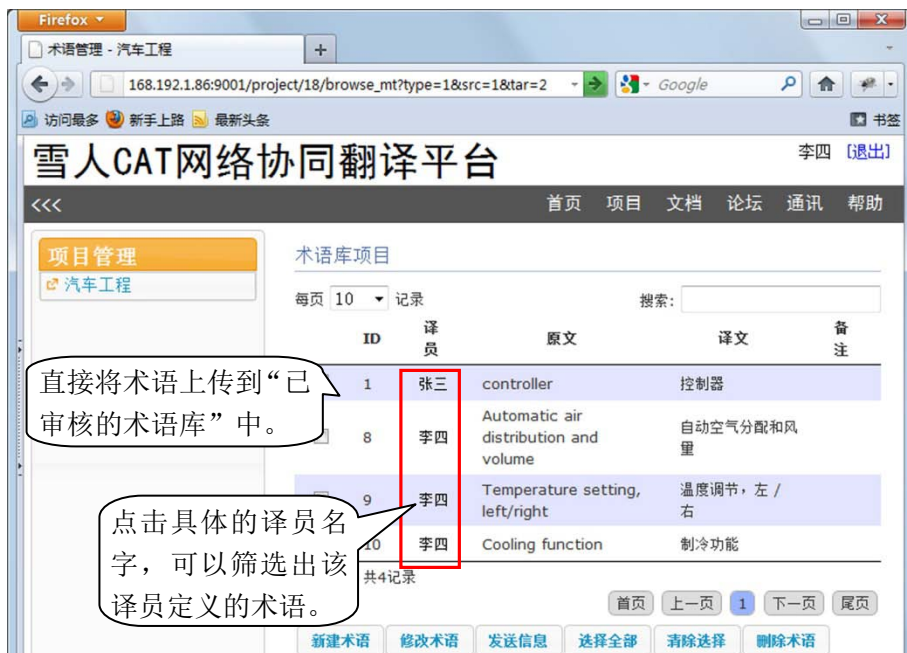 Firefox
术语管理 - 汽车工程
+
168.192.1.86:9001/project/18/browse_mt?type=1&src=1&tar=2
Google
访问最多 新手上路 最新头条 书签
雪人CAT网络协同翻译平台
李四 [退出]
<<<
首页 项目 文档 论坛 通讯 帮助
项目管理
汽车工程
术语库项目
每页 10 记录 搜索:
ID 译员 原文 译文 备注
1 张三 controller 控制器
8 李四 Automatic air distribution and volume 自动空气分配和风量
9 李四 Temperature setting, left/right 温度调节，左 / 右
10 李四 Cooling function 制冷功能
共4记录
首页 上一页 1 下一页 尾页
新建术语 修改术语 发送信息 选择全部 清除选择 删除术语
直接将术语上传到“已
审核的术语库”中。
点击具体的译员名
字，可以筛选出该
译员定义的术语。